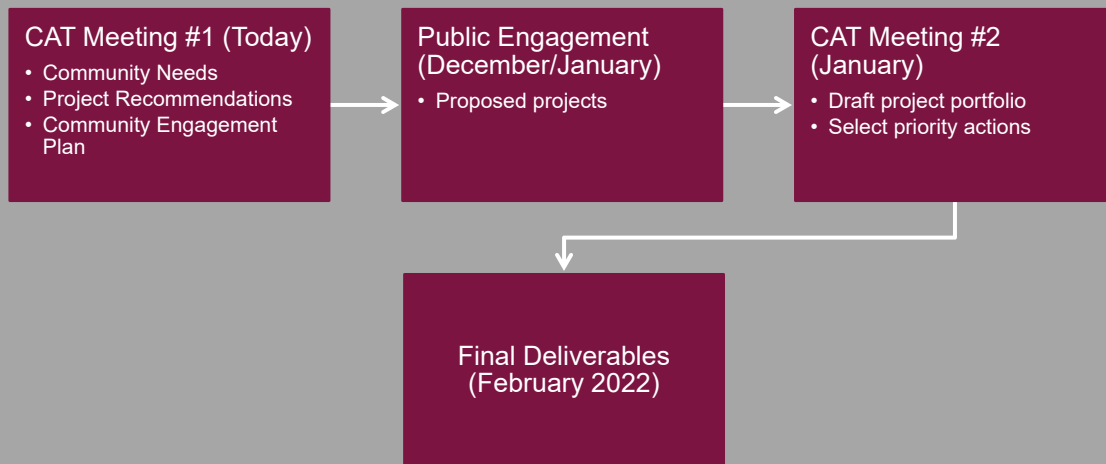 CAT Meeting #1 (Today)
• Community Needs
• Project Recommendations
• Community Engagement
Plan
Public Engagement
(December/January)
• Proposed projects
CAT Meeting #2
(January)
• Draft project portfolio
• Select priority actions
Final Deliverables
(February 2022)